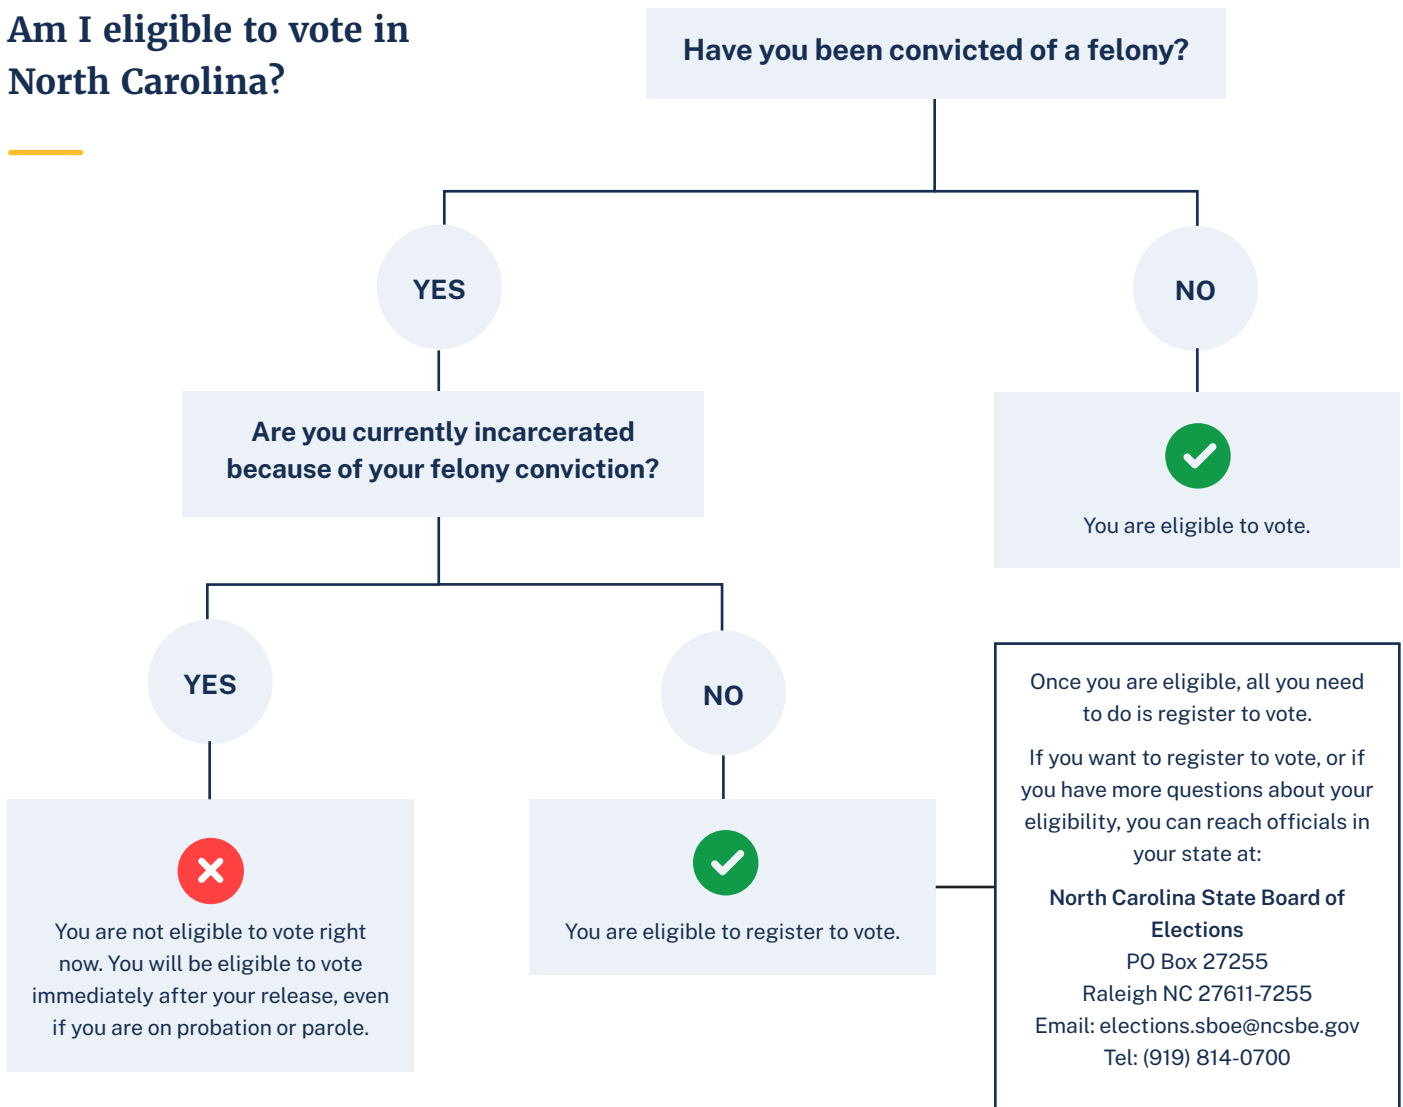 Am I eligible to vote in
North Carolina?
Have you been convicted of a felony?
YES
NO
Are you currently incarcerated
because of your felony conviction?
You are eligible to vote.
YES
NO
You are not eligible to vote right
now. You will be eligible to vote
immediately after your release, even
if you are on probation or parole.
You are eligible to register to vote.
Once you are eligible, all you need
to do is register to vote.
If you want to register to vote, or if
you have more questions about your
eligibility, you can reach officials in
your state at:
North Carolina State Board of
Elections
PO Box 27255
Raleigh NC 27611-7255
Email: elections.sboe@ncsbe.gov
Tel: (919) 814-0700